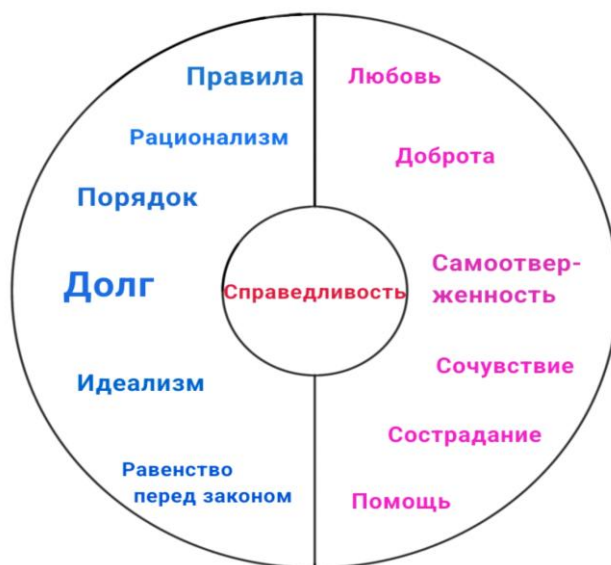 Правила
Рационализм
Порядок
Долг
Идеализм
Равенство
перед законом
Справедливость
Любовь
Доброта
Самоотвер-
женность
Сочувствие
Сострадание
Помощь